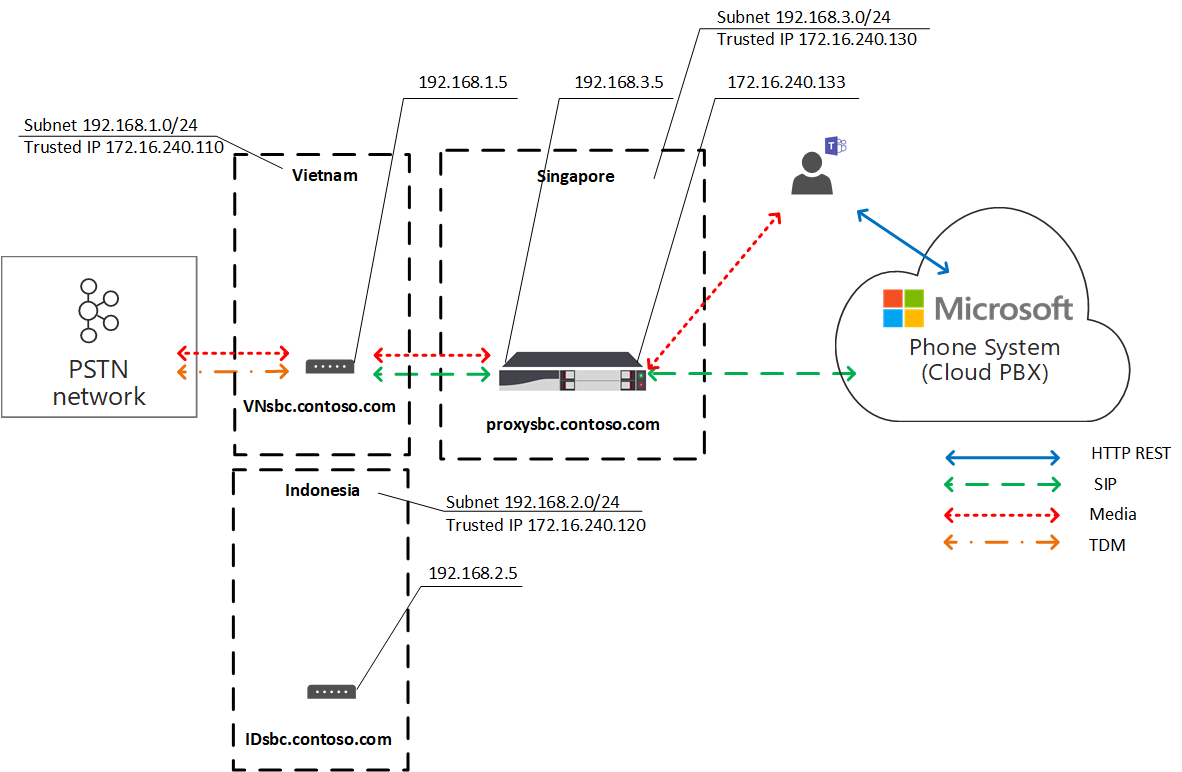 Subnet 192.168.3.0/24
Trusted IP 172.16.240.130
192.168.1.5
192.168.3.5
172.16.240.133
Subnet 192.168.1.0/24
Trusted IP 172.16.240.110
Vietnam
Singapore
T
Microsoft
Phone System
(Cloud PBX)
PSTN
network
VNsbc.contoso.com
proxysbc.contoso.com
HTTP REST
SIP
Media
TDM
Indonesia
Subnet 192.168.2.0/24
Trusted IP 172.16.240.120
192.168.2.5
IDsbc.contoso.com